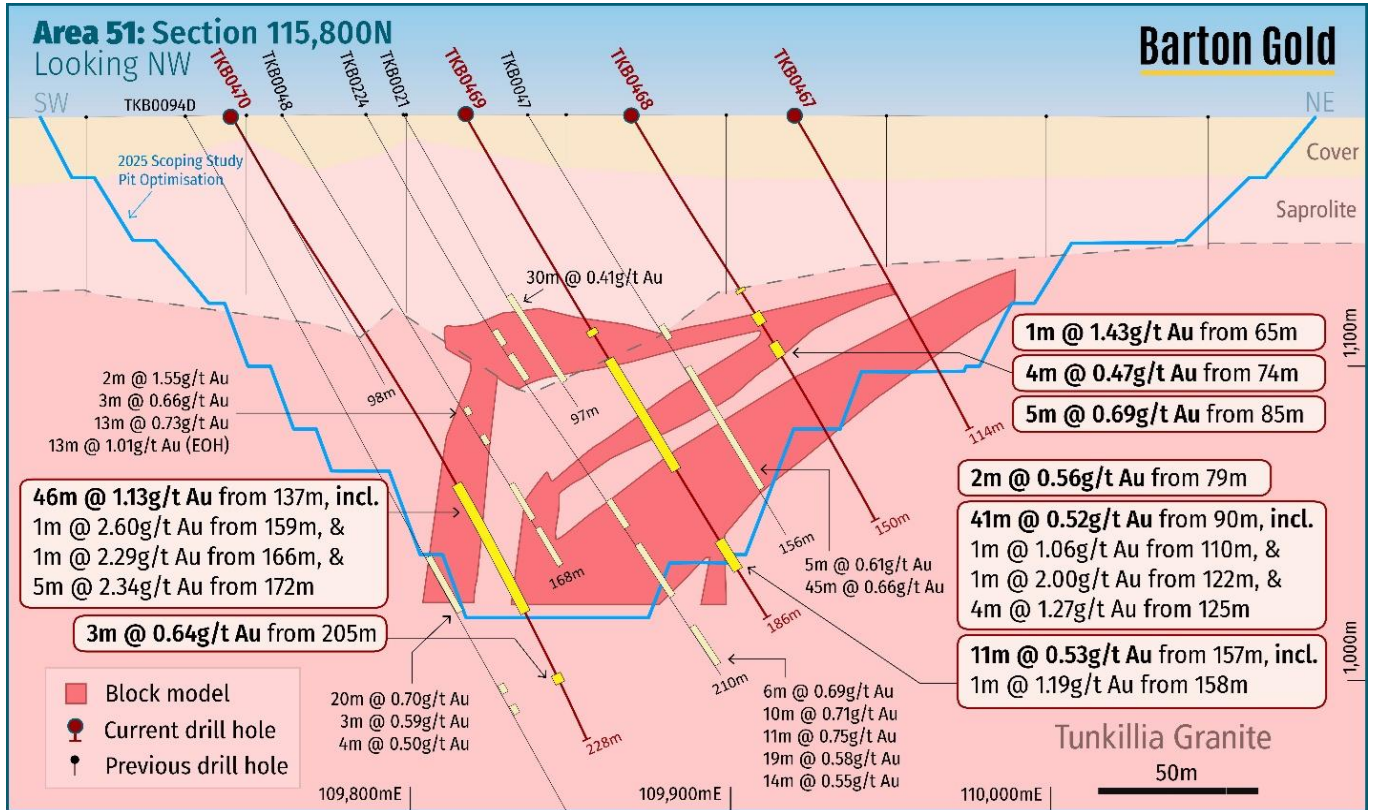 Area 51: Section 115,800N
Looking NW
Barton Gold
SW
NE
TKB0094D
TKB0470
TKB0048
TKB0224
TKB0021
TKB0469
TKB0047
TKB0468
TKB0467
2025 Scoping Study
Pit Optimisation
Cover
Saprolite
30m @ 0.41g/t Au
2m @ 1.55g/t Au
3m @ 0.66g/t Au
13m @ 0.73g/t Au
13m @ 1.01g/t Au (EOH)
98m
97m
114m
150m
156m
168m
186m
210m
228m
1m @ 1.43g/t Au from 65m
4m @ 0.47g/t Au from 74m
5m @ 0.69g/t Au from 85m
1,100m
46m @ 1.13g/t Au from 137m, incl.
1m @ 2.60g/t Au from 159m, &
1m @ 2.29g/t Au from 166m, &
5m @ 2.34g/t Au from 172m
3m @ 0.64g/t Au from 205m
2m @ 0.56g/t Au from 79m
41m @ 0.52g/t Au from 90m, incl.
1m @ 1.06g/t Au from 110m, &
1m @ 2.00g/t Au from 122m, &
4m @ 1.27g/t Au from 125m
11m @ 0.53g/t Au from 157m, incl.
1m @ 1.19g/t Au from 158m
5m @ 0.61g/t Au
45m @ 0.66g/t Au
1,000m
20m @ 0.70g/t Au
3m @ 0.59g/t Au
4m @ 0.50g/t Au
6m @ 0.69g/t Au
10m @ 0.71g/t Au
11m @ 0.75g/t Au
19m @ 0.58g/t Au
14m @ 0.55g/t Au
Block model
Current drill hole
Previous drill hole
Tunkillia Granite
50m
109,800mE
109,900mE
110,000mE